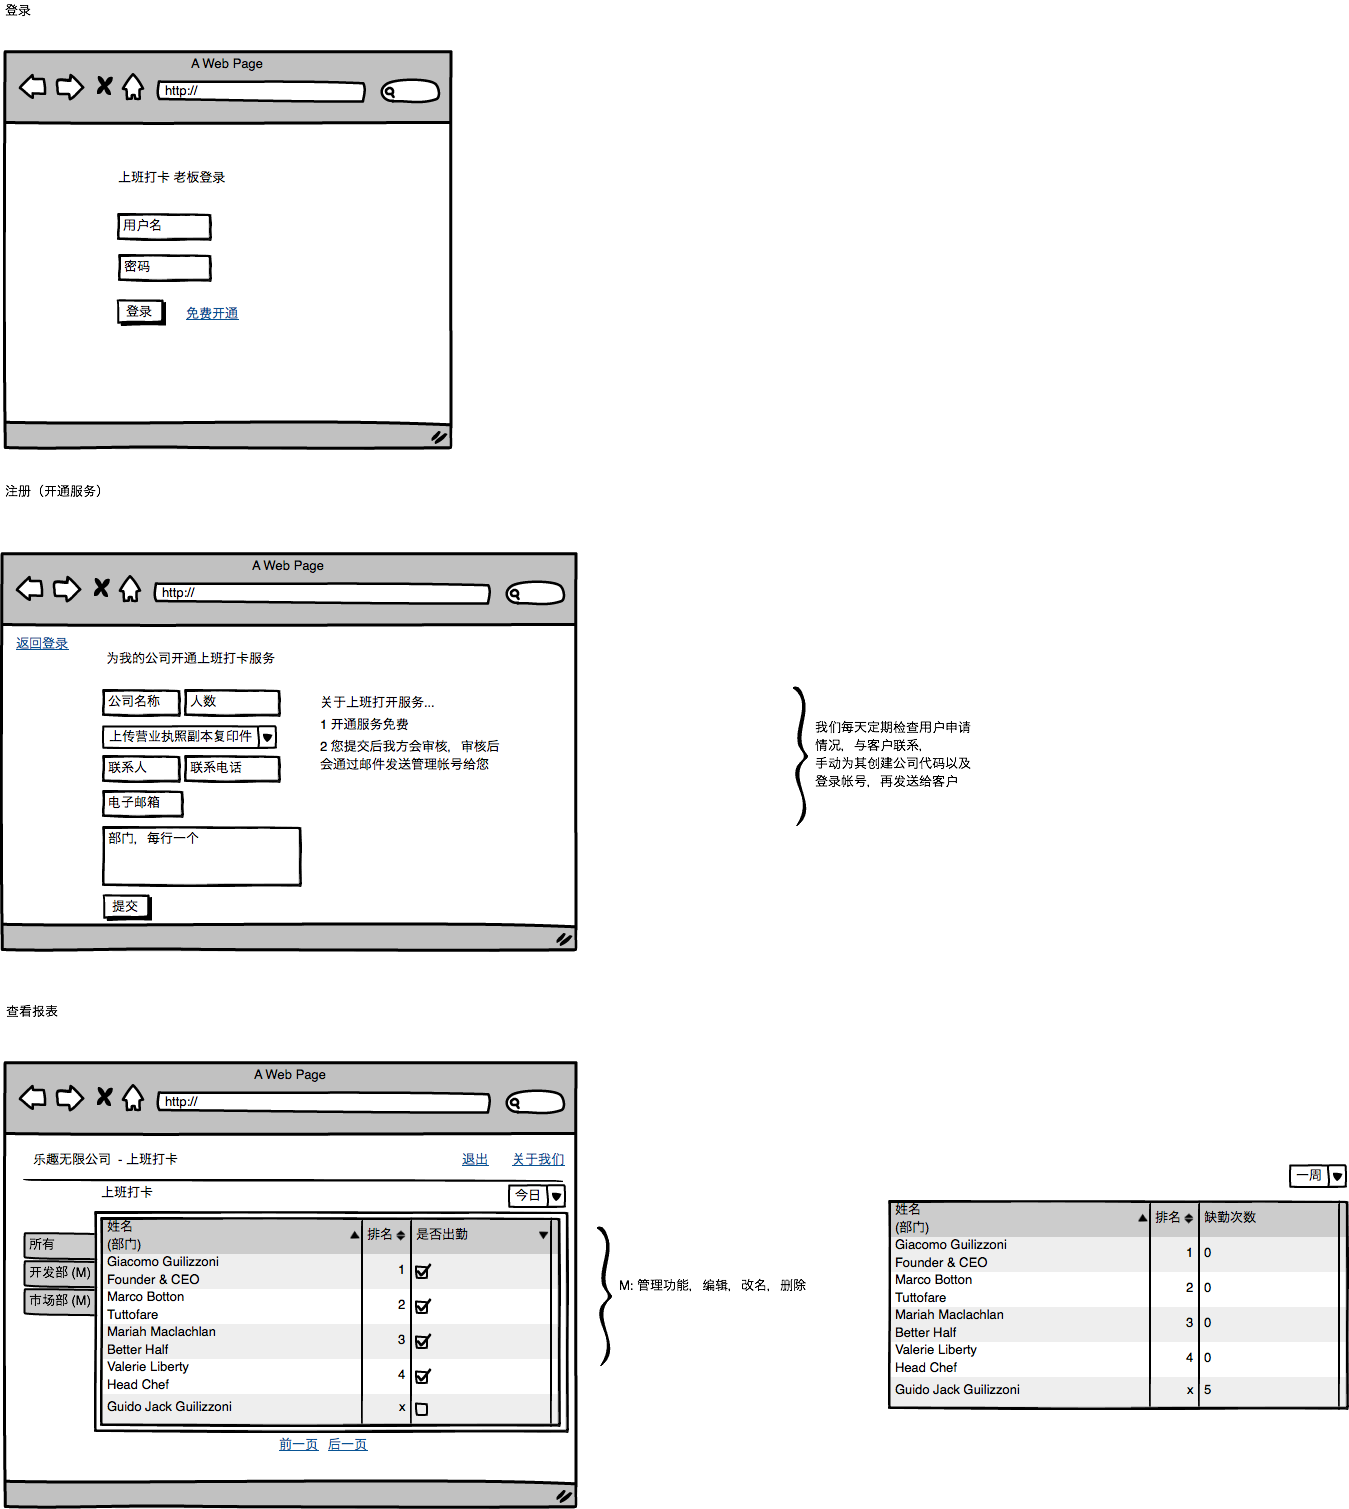 登录
A Web Page
http://
上班打卡 老板登录
用户名
密码
登录 免费开通
注册（开通服务）
A Web Page
http://
返回登录
为我的公司开通上班打卡服务
公司名称 人数
上传营业执照副本复印件
联系人 联系电话
电子邮箱
部门，每行一个
提交
关于上班打开服务...
1 开通服务免费
2 您提交后我方会审核，审核后
会通过邮件发送管理帐号给您
我们每天定期检查用户申请
情况，与客户联系，
手动为其创建公司代码以及
登录帐号，再发送给客户
查看报表
A Web Page
http://
乐趣无限公司 - 上班打卡 退出 关于我们
上班打卡 今日
所有
开发部 (M)
市场部 (M)
姓名
(部门) 排名 是否出勤
Giacomo Guilizzoni
Founder & CEO 1
Marco Botton
Tuttofare 2
Mariah Maclachlan
Better Half 3
Valerie Liberty
Head Chef 4
Guido Jack Guilizzoni x
前一页 后一页
M: 管理功能，编辑，改名，删除
一周
姓名
(部门) 排名 缺勤次数
Giacomo Guilizzoni
Founder & CEO 1 0
Marco Botton
Tuttofare 2 0
Mariah Maclachlan
Better Half 3 0
Valerie Liberty
Head Chef 4 0
Guido Jack Guilizzoni x 5